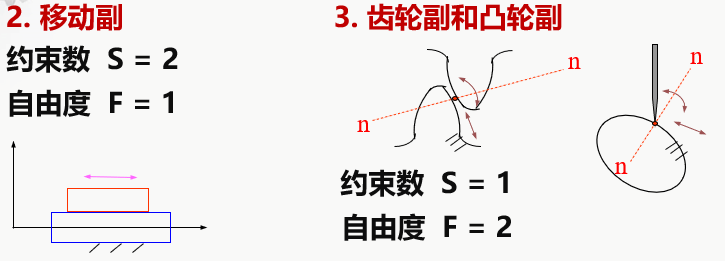 2. 移动副
约束数 S = 2
自由度 F = 1
3. 齿轮副和凸轮副
n
n
n
n
约束数 S = 1
自由度 F = 2